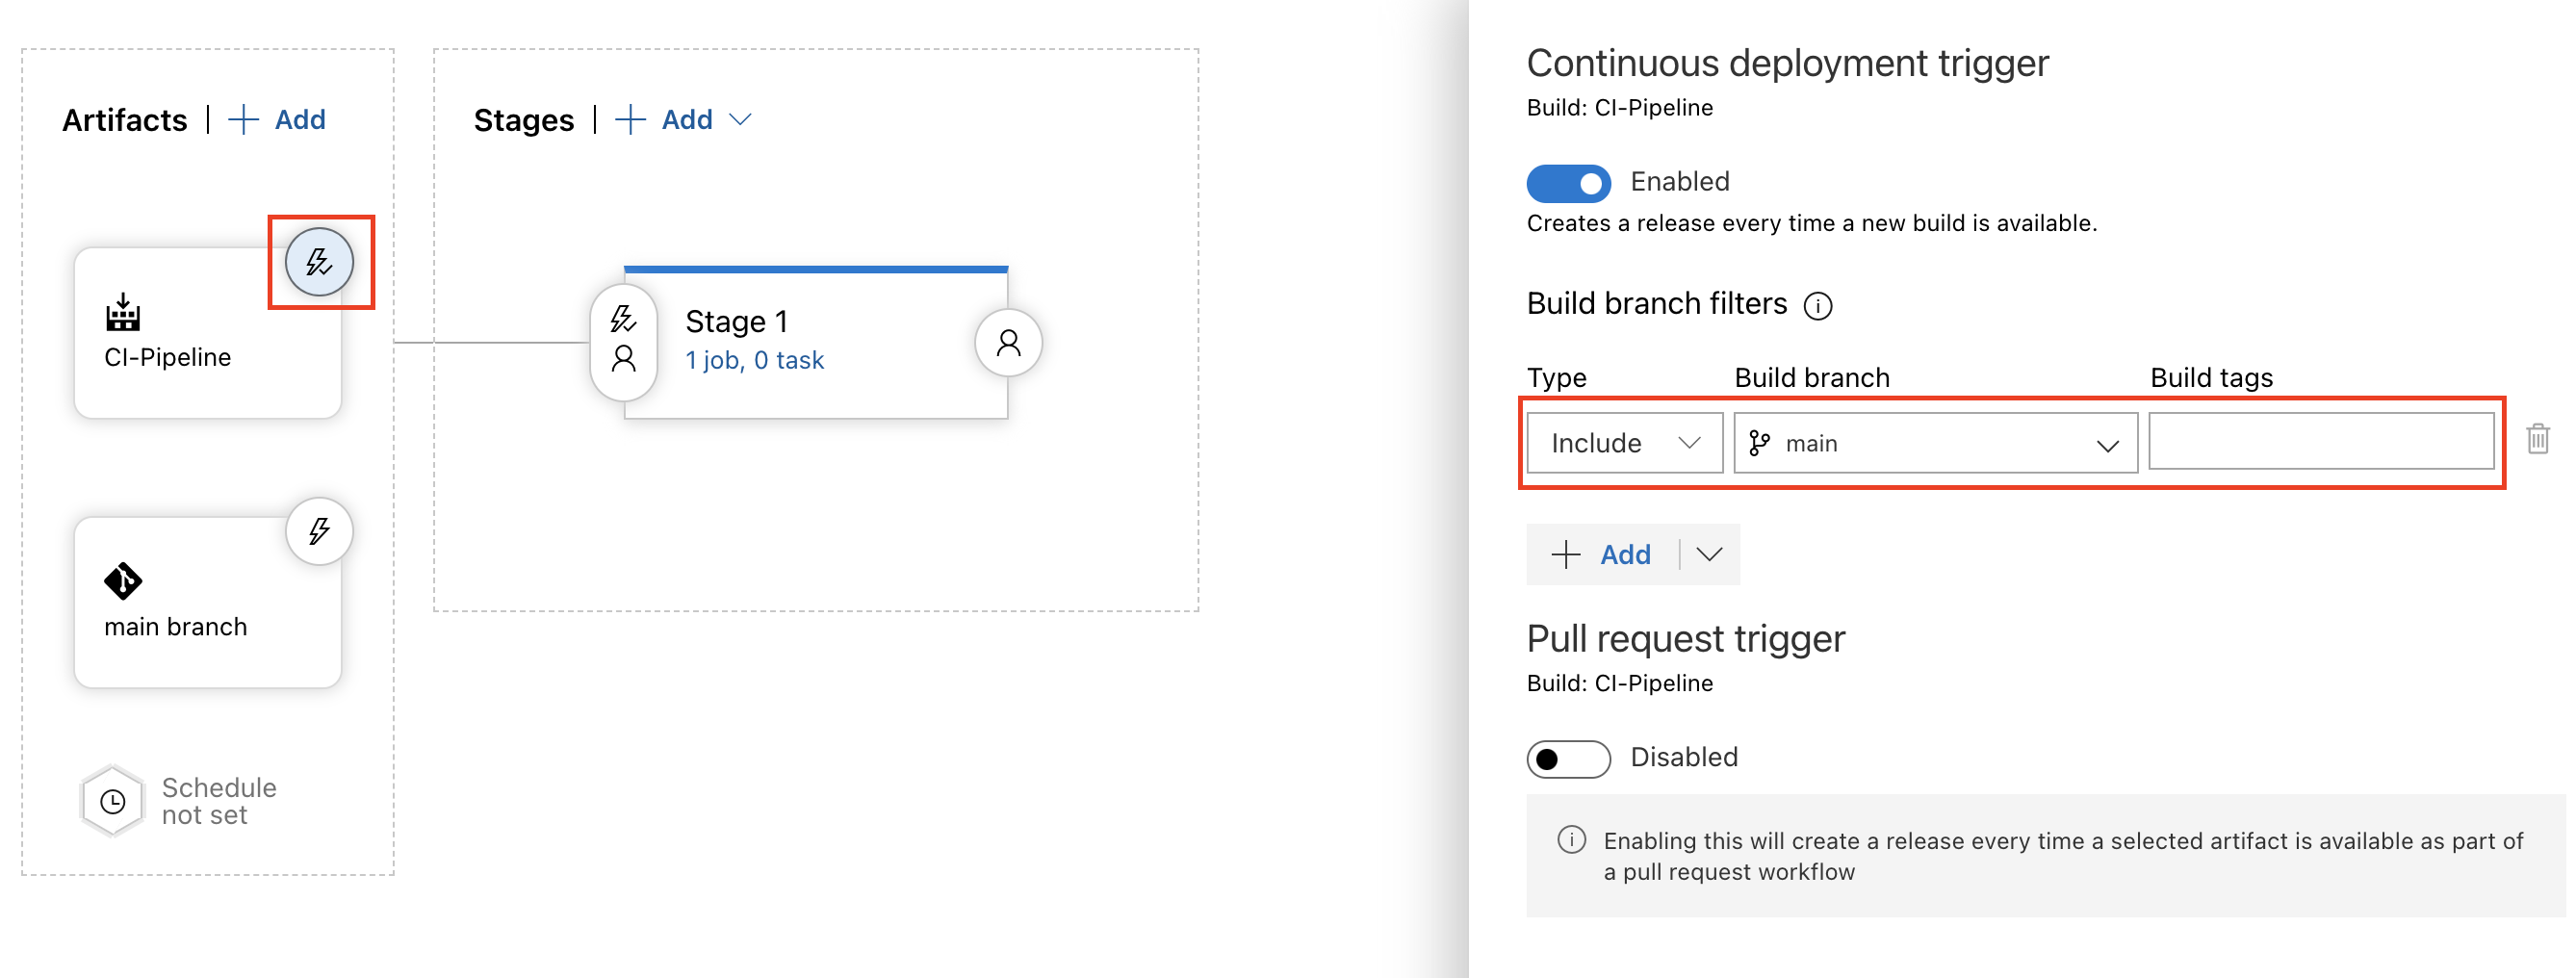 Artifacts | + Add
Stages | + Add
CI-Pipeline
Stage 1
1 job, 0 task
main branch
Schedule
not set
Continuous deployment trigger
Build: CI-Pipeline
Enabled
Creates a release every time a new build is available.
Build branch filters
Type Build branch Build tags
Include main
+ Add
Pull request trigger
Build: CI-Pipeline
Disabled
Enabling this will create a release every time a selected artifact is available as part of
a pull request workflow